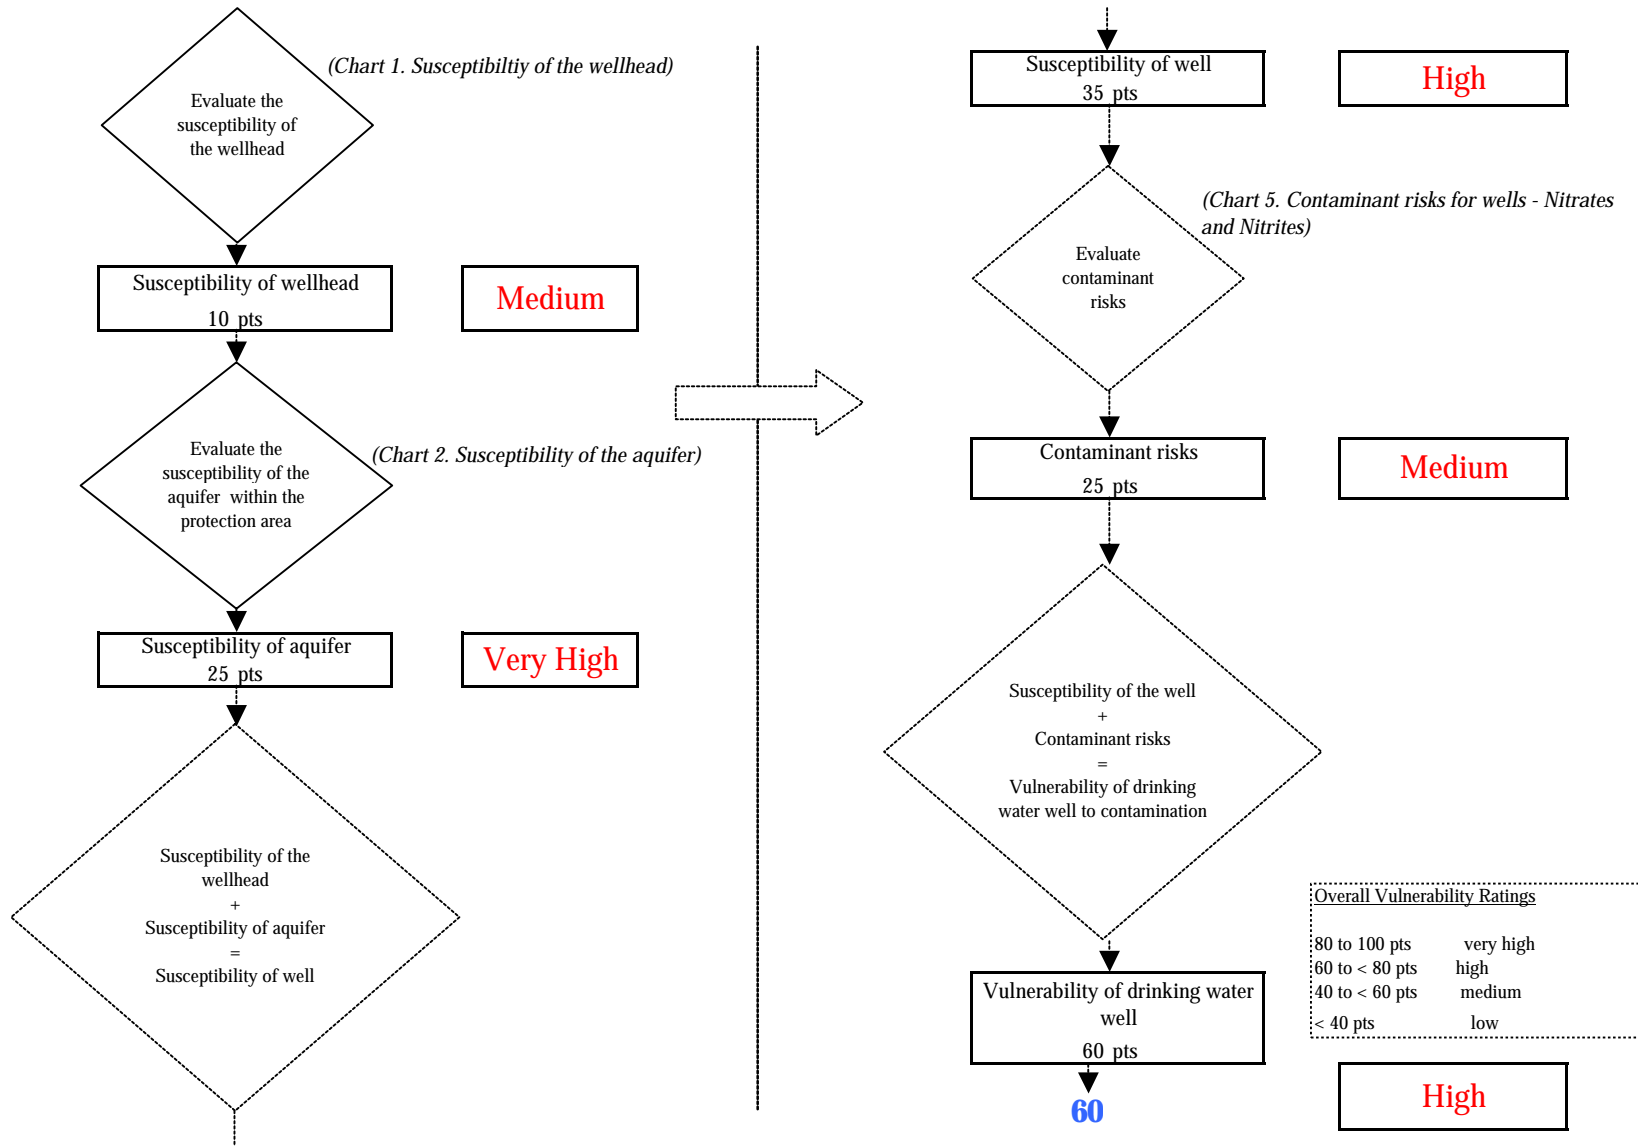 (Chart 1. Susceptibiltiy of the wellhead)
Evaluate the
susceptibility of
the wellhead
Susceptibility of wellhead
10 pts
Medium
Evaluate the
susceptibility of the
aquifer within the
protection area
(Chart 2. Susceptibility of the aquifer)
Susceptibility of aquifer
25 pts
Very High
Susceptibility of the
wellhead
+
Susceptibility of aquifer
=
Susceptibility of well
Susceptibility of well
35 pts
High
(Chart 5. Contaminant risks for wells - Nitrates
and Nitrites)
Evaluate
contaminant
risks
Contaminant risks
25 pts
Medium
Susceptibility of the well
+
Contaminant risks
=
Vulnerability of drinking
water well to contamination
Overall Vulnerability Ratings
80 to 100 pts very high
60 to < 80 pts high
40 to < 60 pts medium
< 40 pts low
Vulnerability of drinking water
well
60 pts
60
High